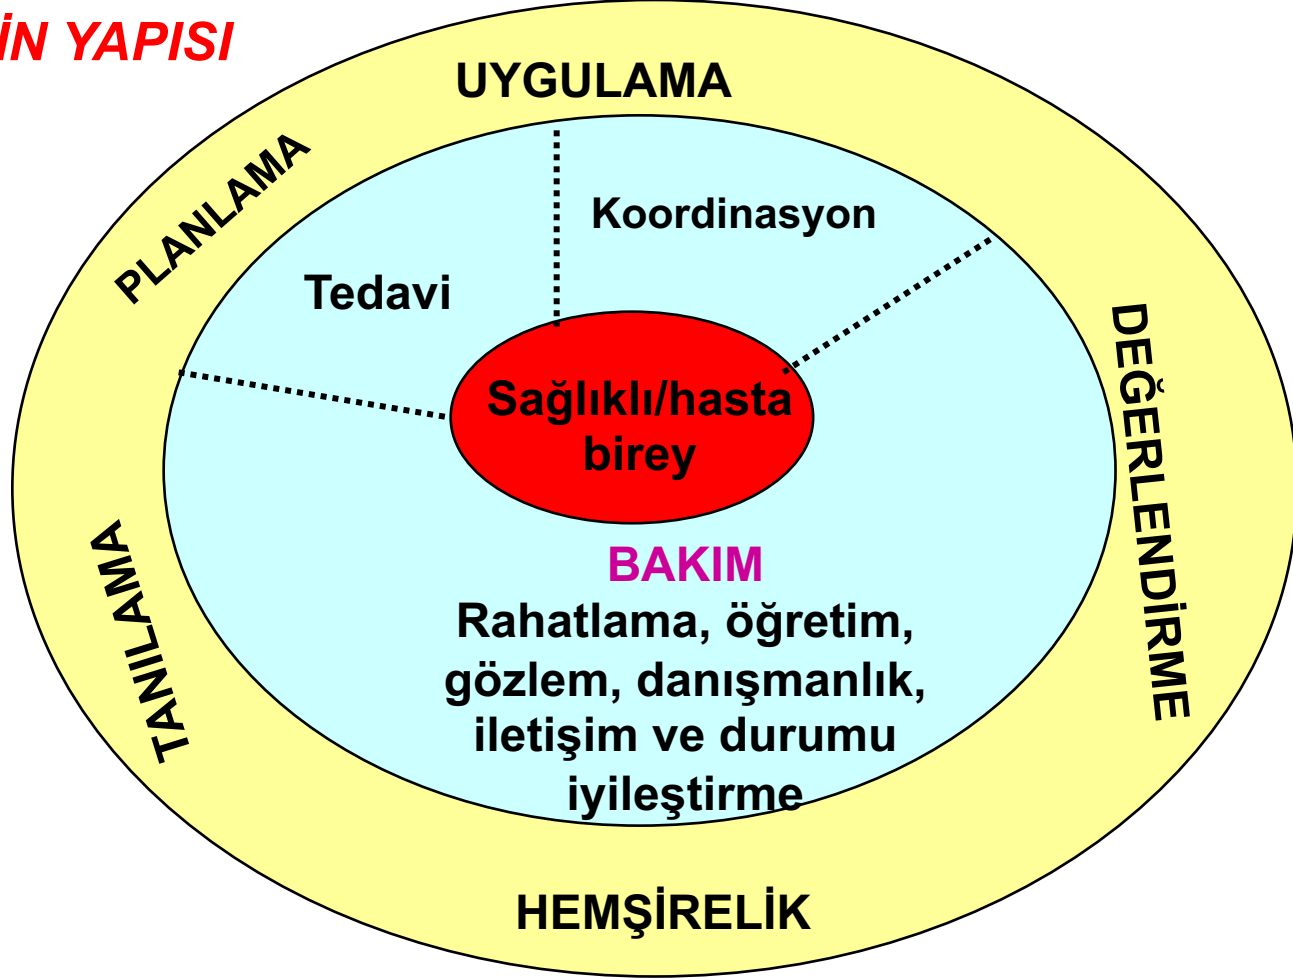 İN YAPISI
UYGULAMA
PLANLAMA
Koordinasyon
Tedavi
DEĞERLENDİRME
Sağlıklı/hasta
birey
TANILAMA
BAKIM
Rahatlama, öğretim,
gözlem, danışmanlık,
iletişim ve durumu
iyileştirme
HEMŞİRELİK